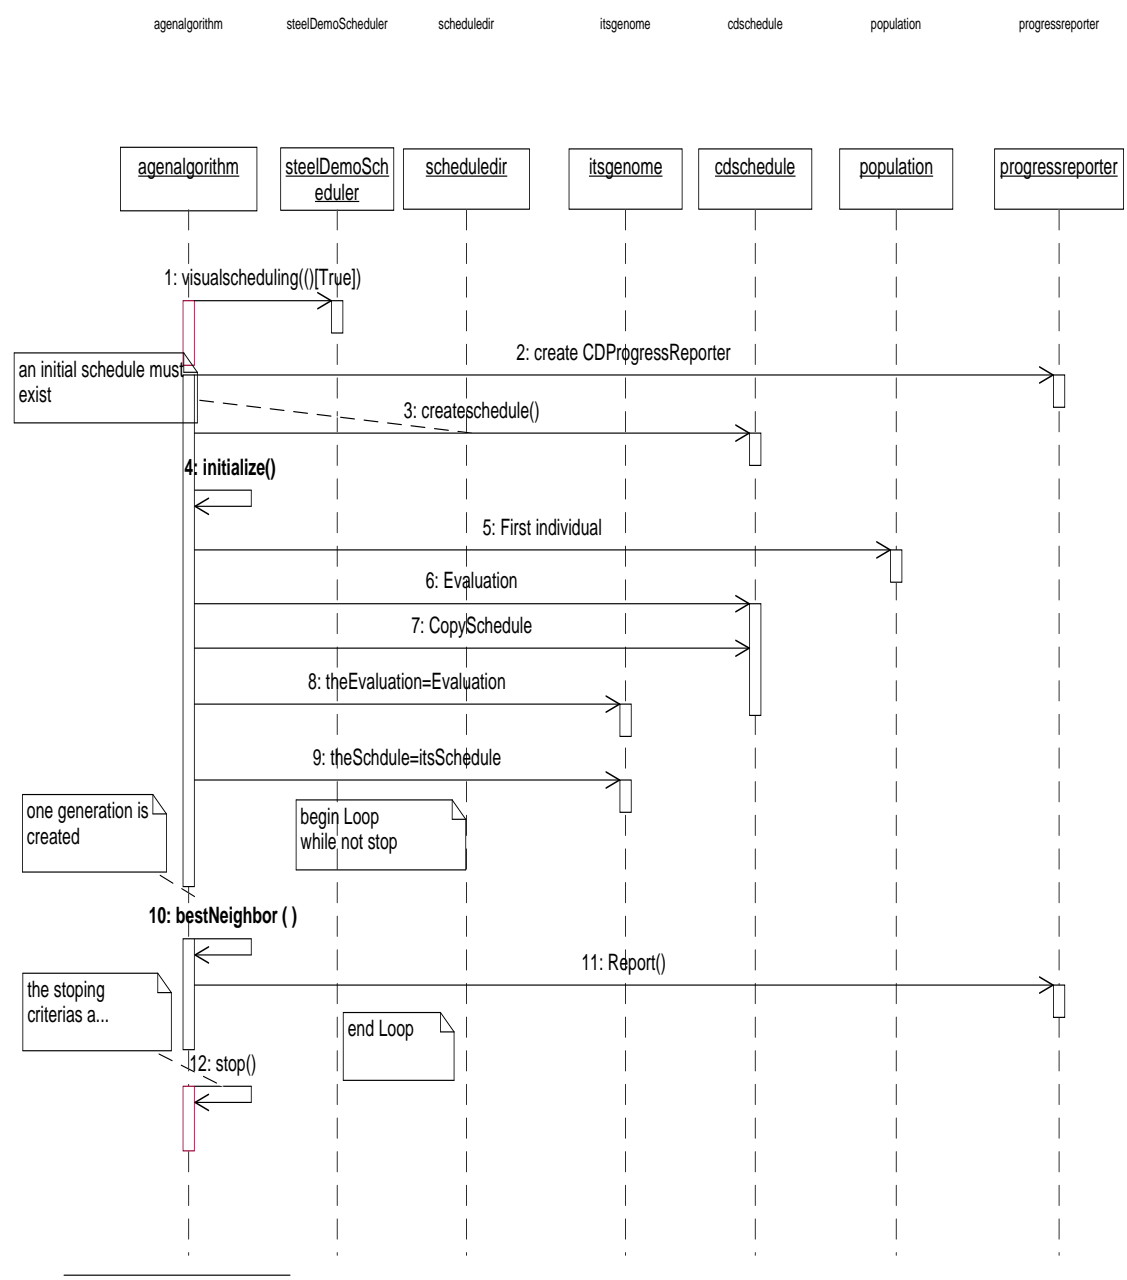 agenalgorithm steelDemoScheduler scheduledir itsgenome cdschedule population progressreporter
agenalgorithm
steelDemoSch
eduler
scheduledir
itsgenome
cdschedule
population
progressreporter
1: visualscheduling(()[True])
2: create CDProgressReporter
an initial schedule must
exist
3: createschedule()
4: initialize()
5: First individual
6: Evaluation
7: CopySchedule
8: theEvaluation=Evaluation
9: theSchdule=itsSchedule
one generation is
created
begin Loop
while not stop
10: bestNeighbor ( )
11: Report()
the stoping
criterias a...
end Loop
12: stop()